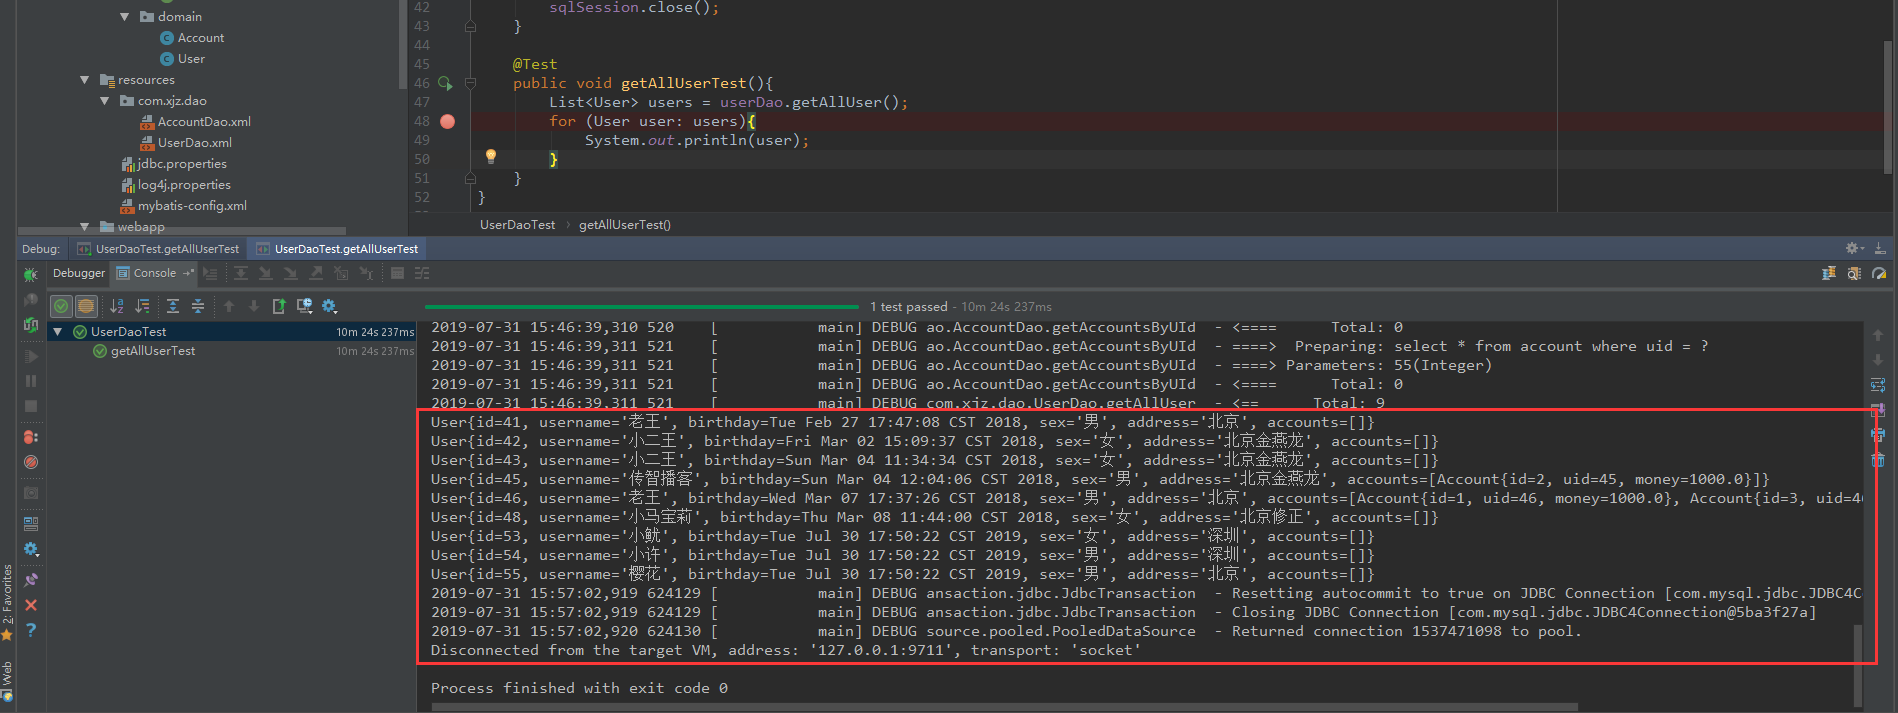 domain
Account
User
resources
com.xjz.dao
AccountDao.xml
UserDao.xml
jdbc.properties
log4j.properties
mybatis-config.xml
webapp
42 sqlSession.close();
43 }
44
45 @Test
46 public void getAllUserTest(){
47 List<User> users = userDao.getAllUser();
48 for (User user: users){
49 System.out.println(user);
50 }
51 }
52 }
UserDaoTest › getAllUserTest()
Debug: UserDaoTest.getAllUserTest UserDaoTest.getAllUserTest
Debugger Console
1 test passed - 10m 24s 237ms
UserDaoTest 10m 24s 237ms
getAllUserTest 10m 24s 237ms
2019-07-31 15:46:39,310 520 [ main] DEBUG ao.AccountDao.getAccountsByUId - <==== Total: 0
2019-07-31 15:46:39,311 521 [ main] DEBUG ao.AccountDao.getAccountsByUId - ====> Preparing: select * from account where uid = ?
2019-07-31 15:46:39,311 521 [ main] DEBUG ao.AccountDao.getAccountsByUId - ====> Parameters: 55(Integer)
2019-07-31 15:46:39,311 521 [ main] DEBUG ao.AccountDao.getAccountsByUId - <==== Total: 0
2019-07-31 15:46:39,311 521 [ main] DEBUG com.xjz.dao.UserDao.getAllUser - <== Total: 9
User{id=41, username='老王', birthday=Tue Feb 27 17:47:08 CST 2018, sex='男', address='北京', accounts=[]}
User{id=42, username='小二王', birthday=Fri Mar 02 15:09:37 CST 2018, sex='女', address='北京金燕龙', accounts=[]}
User{id=43, username='小二王', birthday=Sun Mar 04 11:34:34 CST 2018, sex='女', address='北京金燕龙', accounts=[]}
User{id=45, username='传智播客', birthday=Sun Mar 04 12:04:06 CST 2018, sex='男', address='北京金燕龙', accounts=[Account{id=2, uid=45, money=1000.0}]}
User{id=46, username='老王', birthday=Wed Mar 07 17:37:26 CST 2018, sex='男', address='北京', accounts=[Account{id=1, uid=46, money=1000.0}, Account{id=3, uid=4
User{id=48, username='小马宝莉', birthday=Thu Mar 08 11:44:00 CST 2018, sex='女', address='北京修正', accounts=[]}
User{id=53, username='小鱿', birthday=Tue Jul 30 17:50:22 CST 2019, sex='女', address='深圳', accounts=[]}
User{id=54, username='小许', birthday=Tue Jul 30 17:50:22 CST 2019, sex='男', address='深圳', accounts=[]}
User{id=55, username='樱花', birthday=Tue Jul 30 17:50:22 CST 2019, sex='男', address='北京', accounts=[]}
2019-07-31 15:57:02,919 624129 [ main] DEBUG ansaction.jdbc.JdbcTransaction - Resetting autocommit to true on JDBC Connection [com.mysql.jdbc.JDBC4C
2019-07-31 15:57:02,919 624129 [ main] DEBUG ansaction.jdbc.JdbcTransaction - Closing JDBC Connection [com.mysql.jdbc.JDBC4Connection@5ba3f27a]
2019-07-31 15:57:02,920 624130 [ main] DEBUG source.pooled.PooledDataSource - Returned connection 1537471098 to pool.
Disconnected from the target VM, address: '127.0.0.1:9711', transport: 'socket'
Process finished with exit code 0
2: Favorites
Web